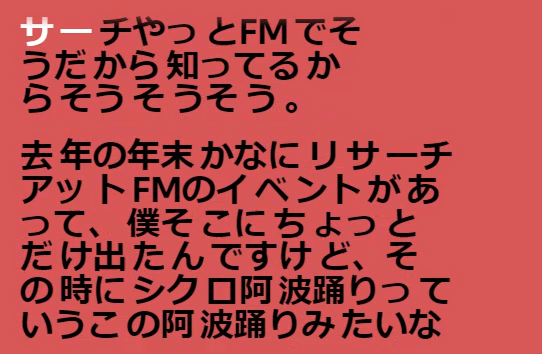 サーチやっとFMでそ
うだから知ってるか
らそうそうそう。
去年の年末かなにリサーチ
アットFMのイベントがあ
って、僕そこにちょっと
だけ出たんですけど、そ
の時にシクロ阿波踊りって
いうこの阿波踊りみたいな